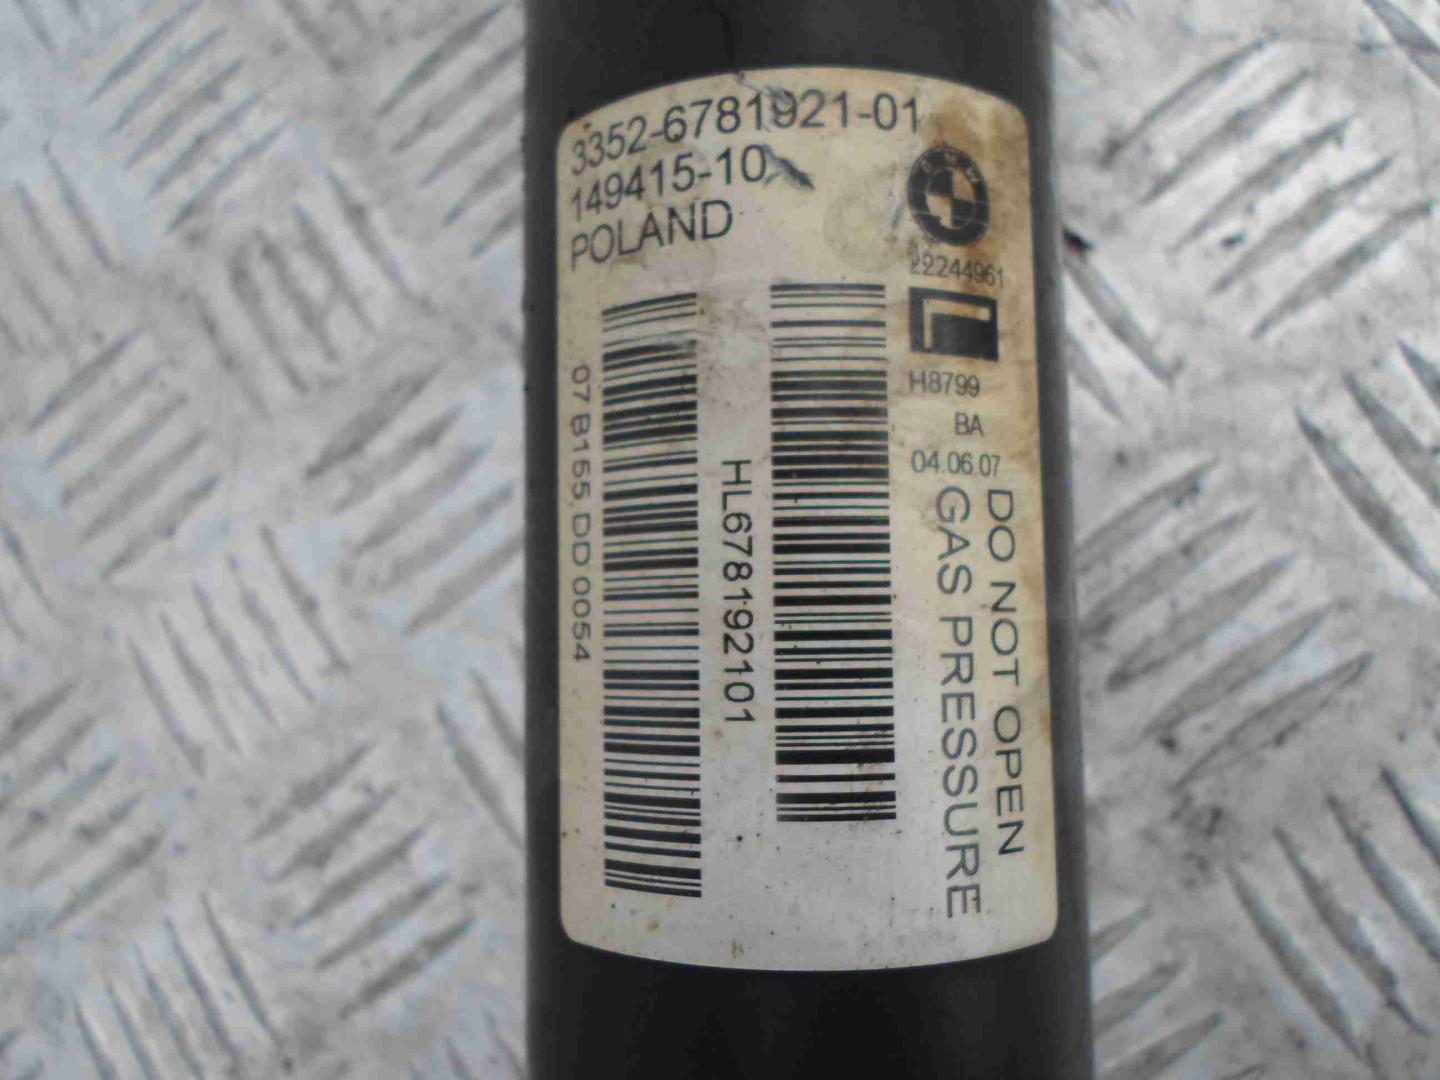 3352-6781921-01
149415-10
POLAND
BMW
22244961
H8799
BA
04.06.07
DO NOT OPEN
GAS PRESSURE
HL678192101
07 B155 DD 0054